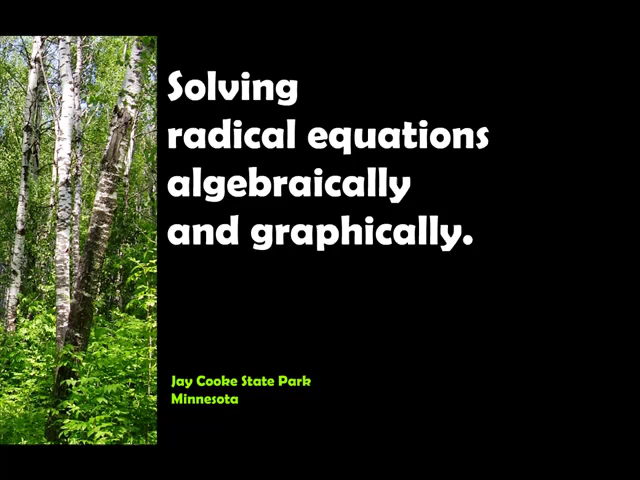 Solving
radical equations
algebraically
and graphically.
Jay Cooke State Park
Minnesota